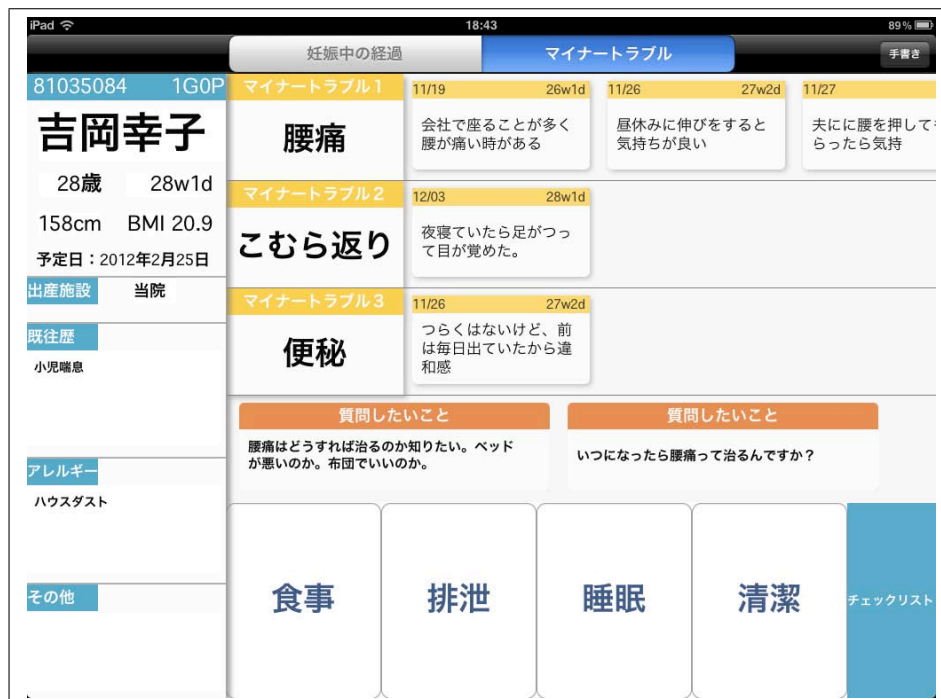 iPad 18:43 89%
妊娠中の経過 マイナートラブル 手書き
81035084 1G0P
吉岡幸子
28歳 28w1d
158cm BMI 20.9
予定日：2012年2月25日
出産施設 当院
既往歴
小児喘息
アレルギー
ハウスダスト
その他
マイナートラブル1
腰痛
11/19 26w1d
会社で座ることが多く
腰が痛い時がある
11/26 27w2d
昼休みに伸びをすると
気持ちが良い
11/27
夫にに腰を押しても
らったら気持
マイナートラブル2
こむら返り
12/03 28w1d
夜寝ていたら足がつっ
て目が覚めた。
マイナートラブル3
便秘
11/26 27w2d
つらくはないけど、前
は毎日出ていたから違
和感
質問したいこと
腰痛はどうすれば治るのか知りたい。ベッド
が悪いのか。布団でいいのか。
質問したいこと
いつになったら腰痛って治るんですか？
食事 排泄 睡眠 清潔 チェックリスト